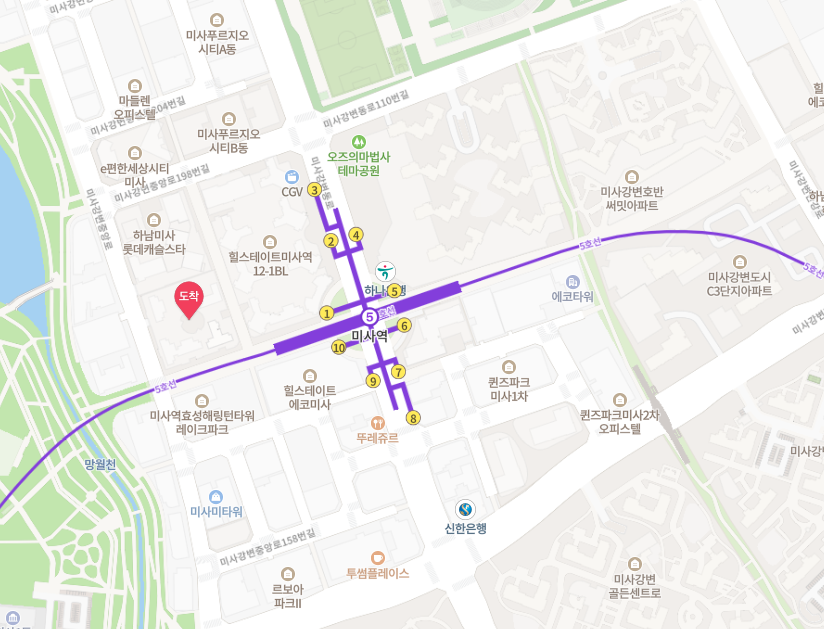 미사강변중앙로
미사푸르지오
시티A동
마들렌
오피스텔
미사강변동로110번길
미사푸르지오
시티B동
오즈의마법사
테마공원
e편한세상시티
미사
미사강변중앙로198번길
CGV
3
미사강변동로
미사강변호반
써밋아파트
미사강변중앙로
하남미사
롯데캐슬스타
힐스테이트미사역
12-1BL
2
4
5호선
5호선
미사강변도시
C3단지아파트
도착
하나
5
에코타워
1
5
호선
6
미사역
10
9
7
퀸즈파크
미사1차
5호선
힐스테이트
에코미사
미사역효성해링턴타워
레이크파크
8
뚜레쥬르
퀸즈파크미사2차
오피스텔
망월천
미사강
미사미타워
신한은행
미사강변중앙로158번길
투썸플레이스
르보아
파크II
미사강변
골든센트로